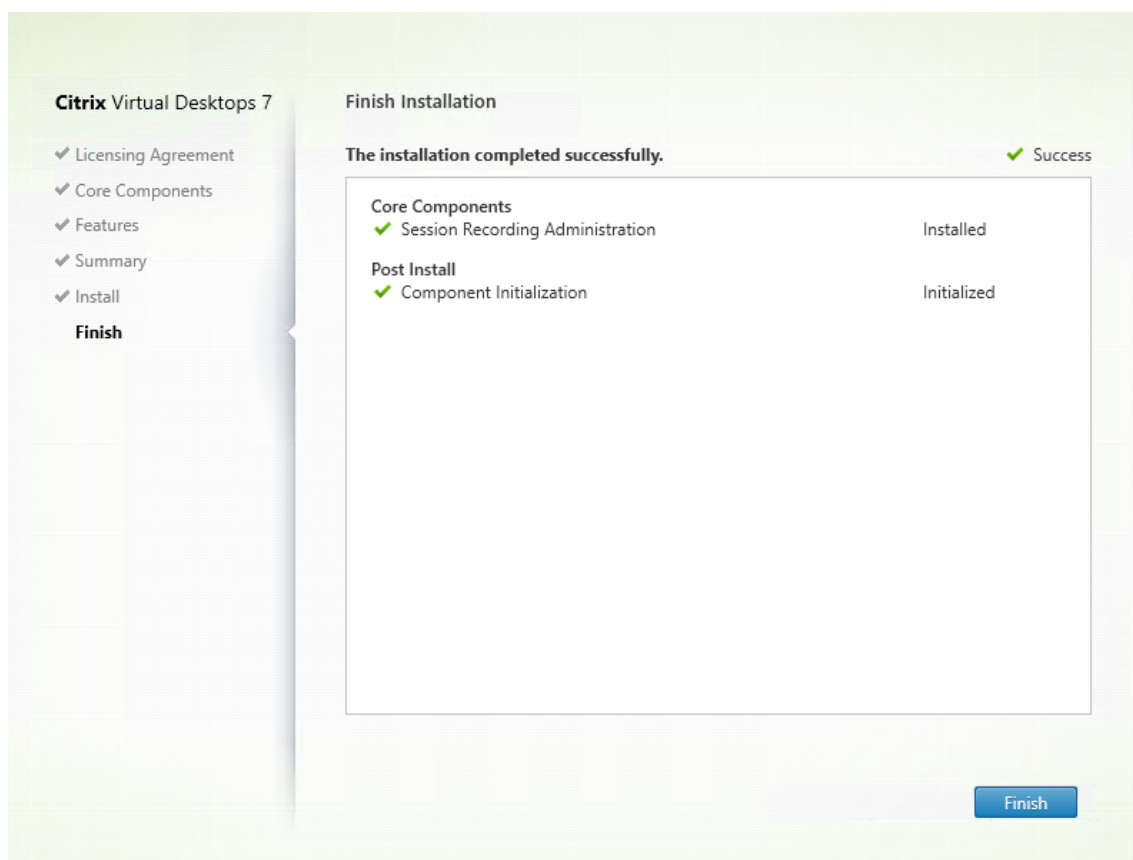 Citrix Virtual Desktops 7
Licensing Agreement
Core Components
Features
Summary
Install
Finish
Finish Installation
The installation completed successfully.
Success
Core Components
Session Recording Administration Installed
Post Install
Component Initialization Initialized
Finish